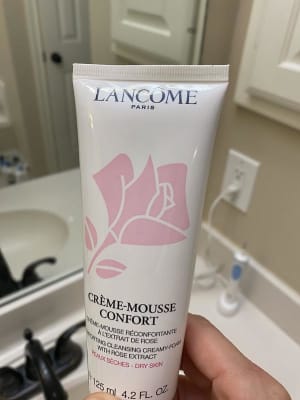 LANCÔME
PARIS
CRÈME-MOUSSE
CONFORT
CRÈME-MOUSSE RÉCONFORTANTE
À L'EXTRAIT DE ROSE
CLEANSING CREAMY-FOAM
WITH ROSE EXTRACT
PEAUX SÈCHES - DRY SKIN
125 ml 4.2 FL. OZ